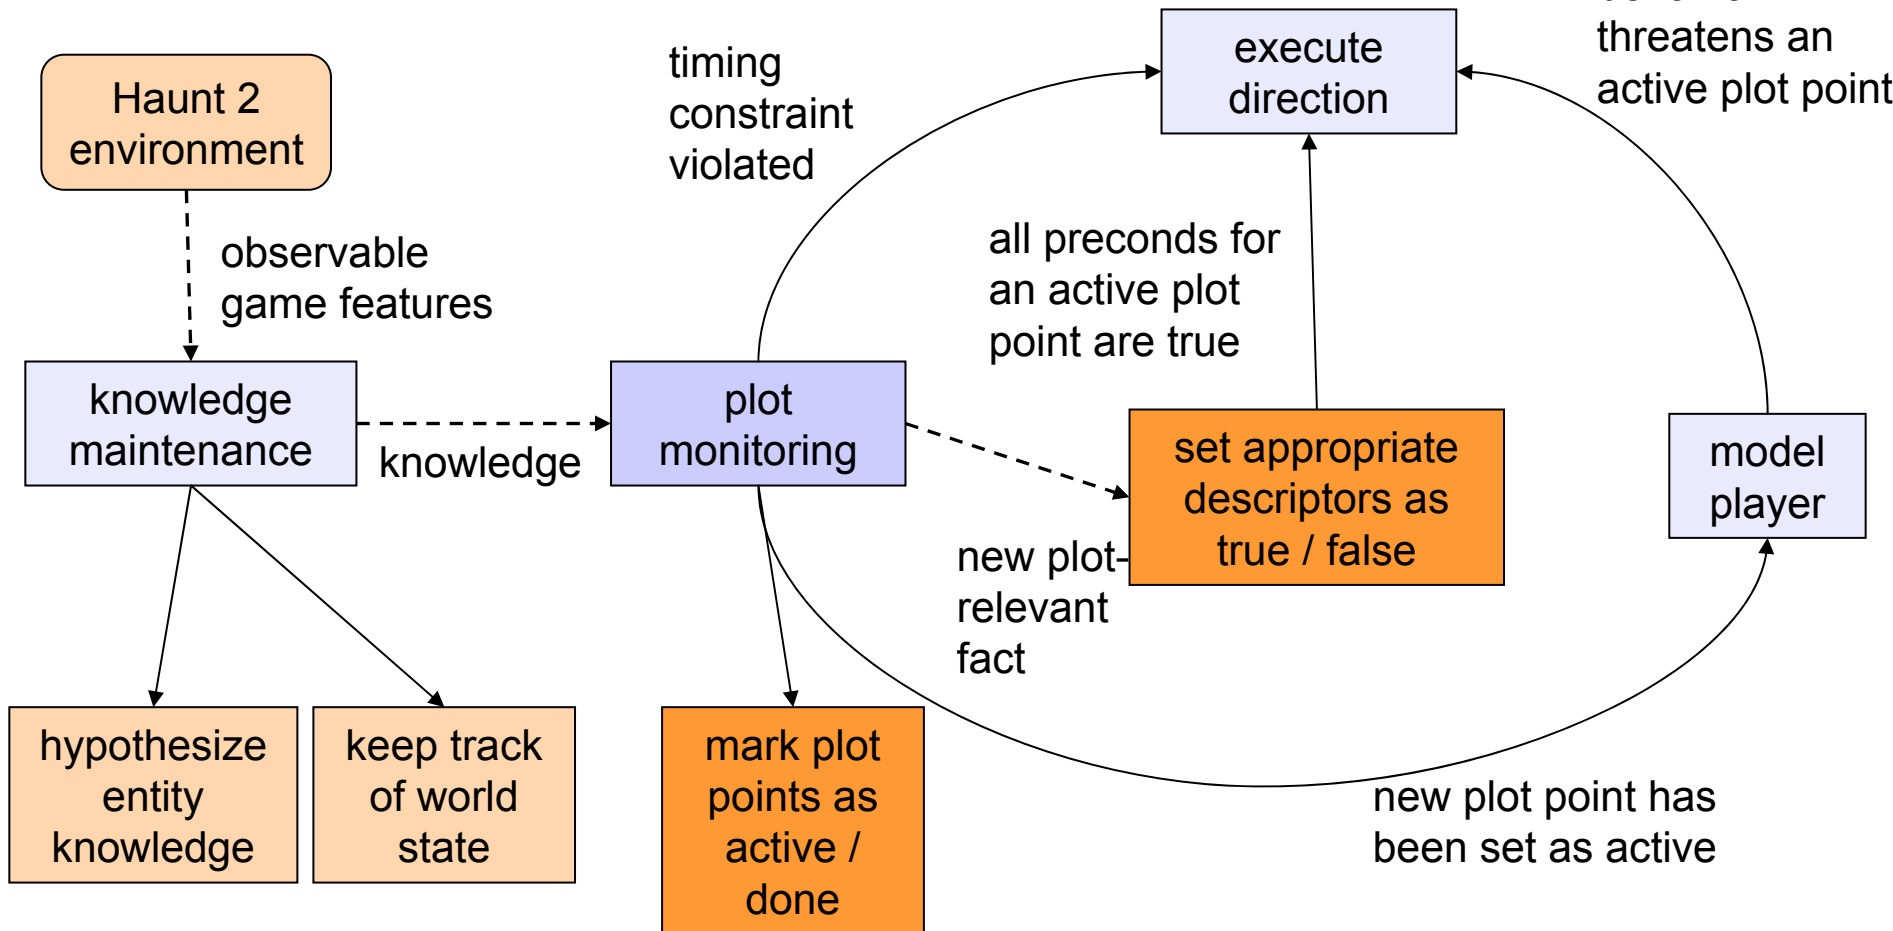 Haunt 2
environment
observable
game features
knowledge
maintenance
knowledge
hypothesize
entity
knowledge
keep track
of world
state
timing
constraint
violated
plot
monitoring
mark plot
points as
active /
done
execute
direction
all preconds for
an active plot
point are true
set appropriate
descriptors as
true / false
new plot-
relevant
fact
threatens an
active plot point
model
player
new plot point has
been set as active